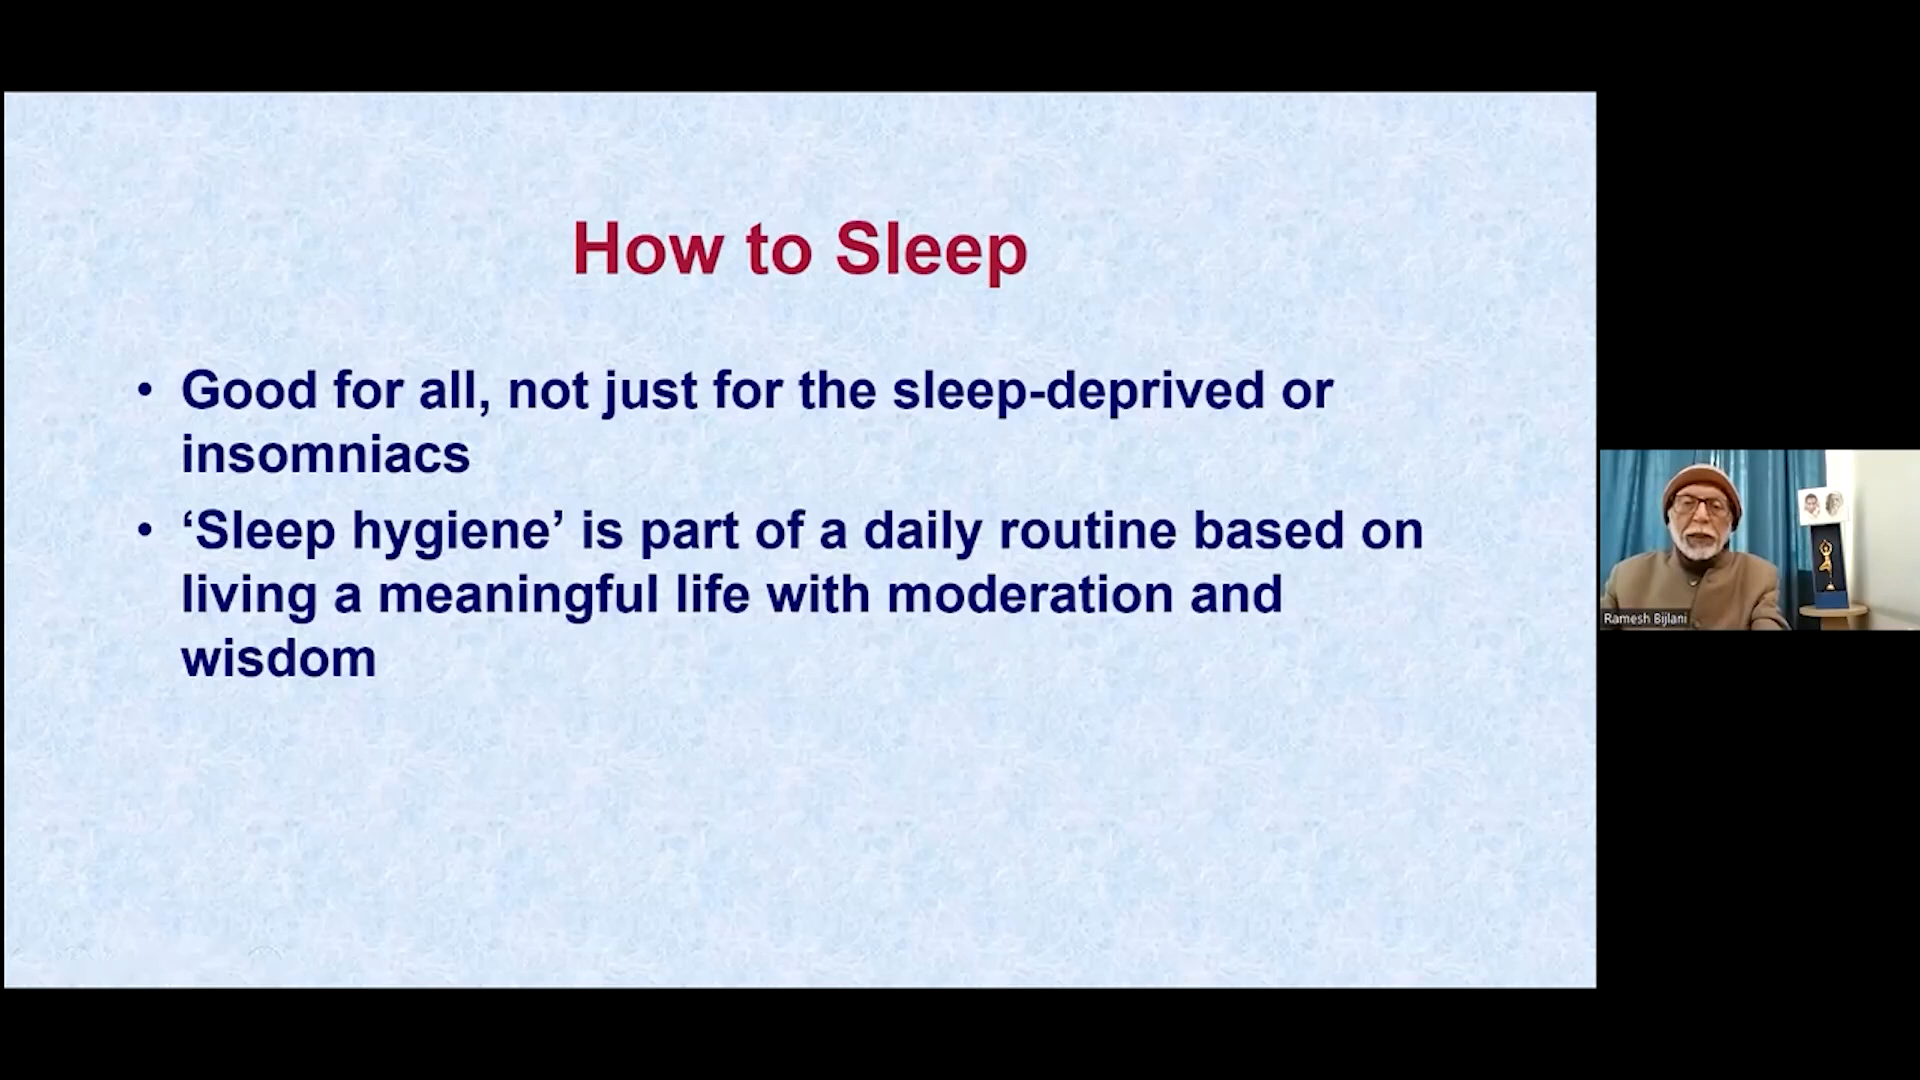 How to Sleep
• Good for all, not just for the sleep-deprived or
insomniacs
• ‘Sleep hygiene’ is part of a daily routine based on
living a meaningful life with moderation and
wisdom
Ramesh Bijlani